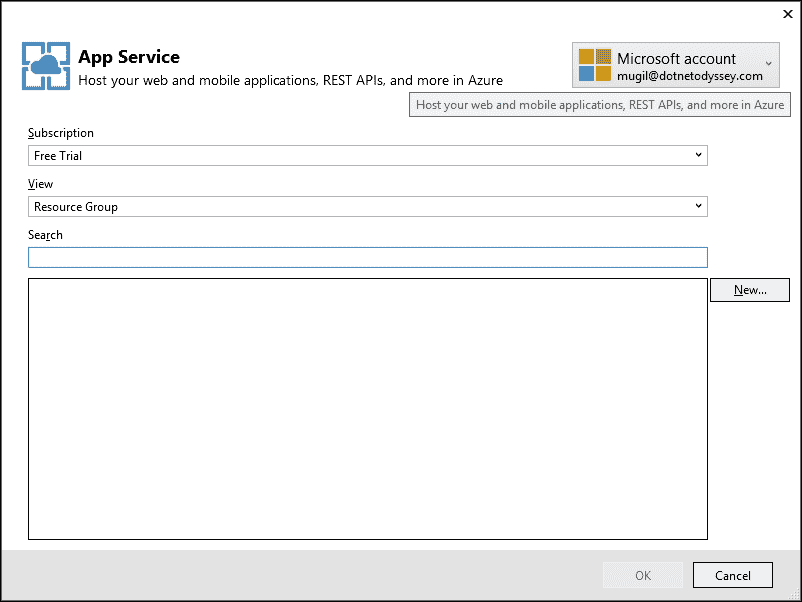 App Service
Host your web and mobile applications, REST APIs, and more in Azure
Microsoft account
mugil@dotnetodyssey.com
Host your web and mobile applications, REST APIs, and more in Azure
Subscription
Free Trial
View
Resource Group
Search
New...
OK
Cancel